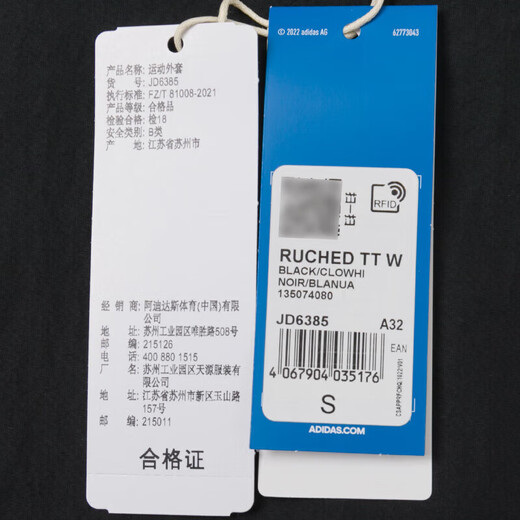 产品名称: 运动外套
货 号: JD6385
执行标准: FZ/T 81008-2021
产品等级: 合格品
检验合格: 检18
安全类别: B类
产 地: 江苏省苏州市
经 销 商: 阿迪达斯体育(中国)有限
公司
地 址: 苏州工业园区唯胜路508号
邮 编: 215126
电 话: 400 880 1515
厂 名: 苏州工业园区天源服装有
限公司
地 址: 江苏省苏州市新区玉山路
157号
邮 编: 215011
合格证
© 2022 adidas AG
62773043
RFID
RUCHED TT W
BLACK/CLOWHI
NOIR/BLANUA
135074080
JD6385
A32
EAN
4 067904 035176
S
ADIDAS.COM